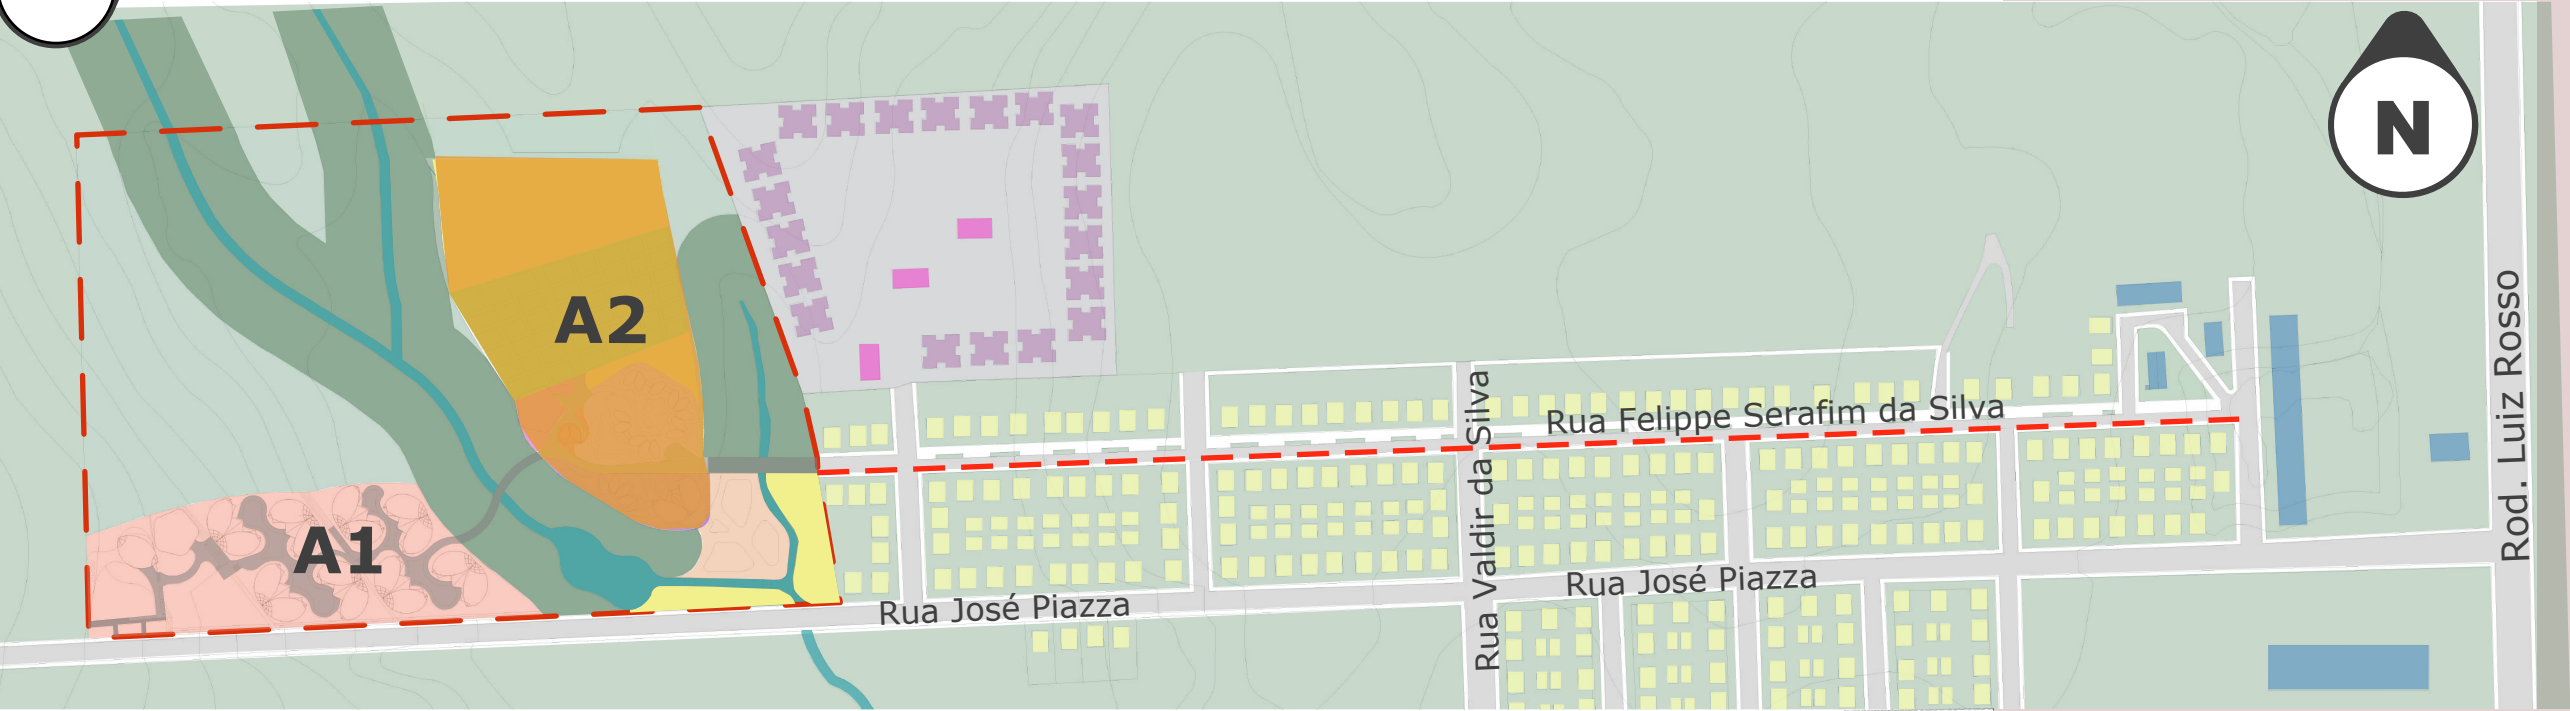 N
A2
A1
Rua Felippe Serafim da Silva
Rua Valdir da Silva
Rod. Luiz Rosso
Rua José Piazza
Rua José Piazza